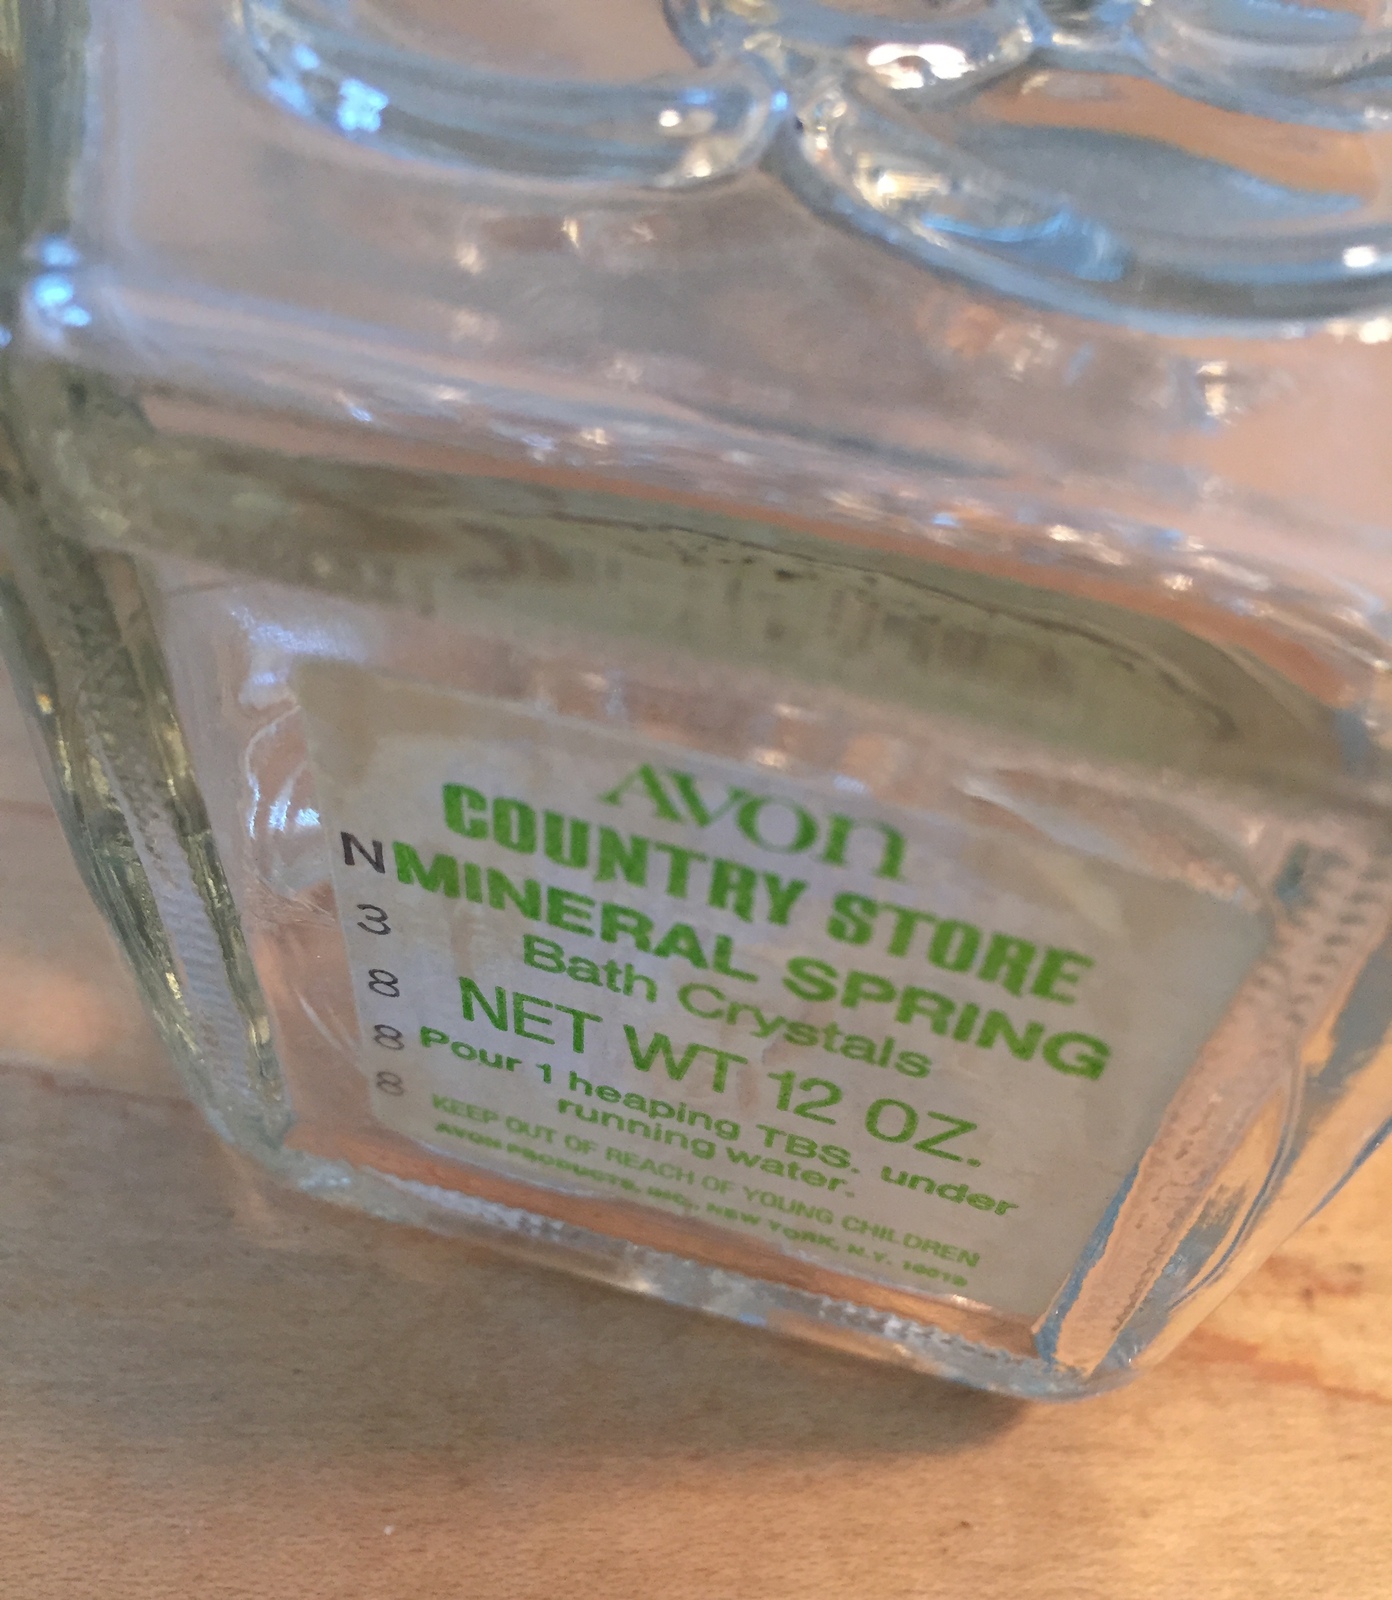 AVON
COUNTRY STORE
MINERAL SPRING
Bath Crystals
NET WT 12 OZ.
Pour 1 heaping TBS. under
running water.
KEEP OUT OF REACH OF YOUNG CHILDREN
AVON PRODUCTS, INC., NEW YORK, N.Y. 10019
N
3
8
8
8